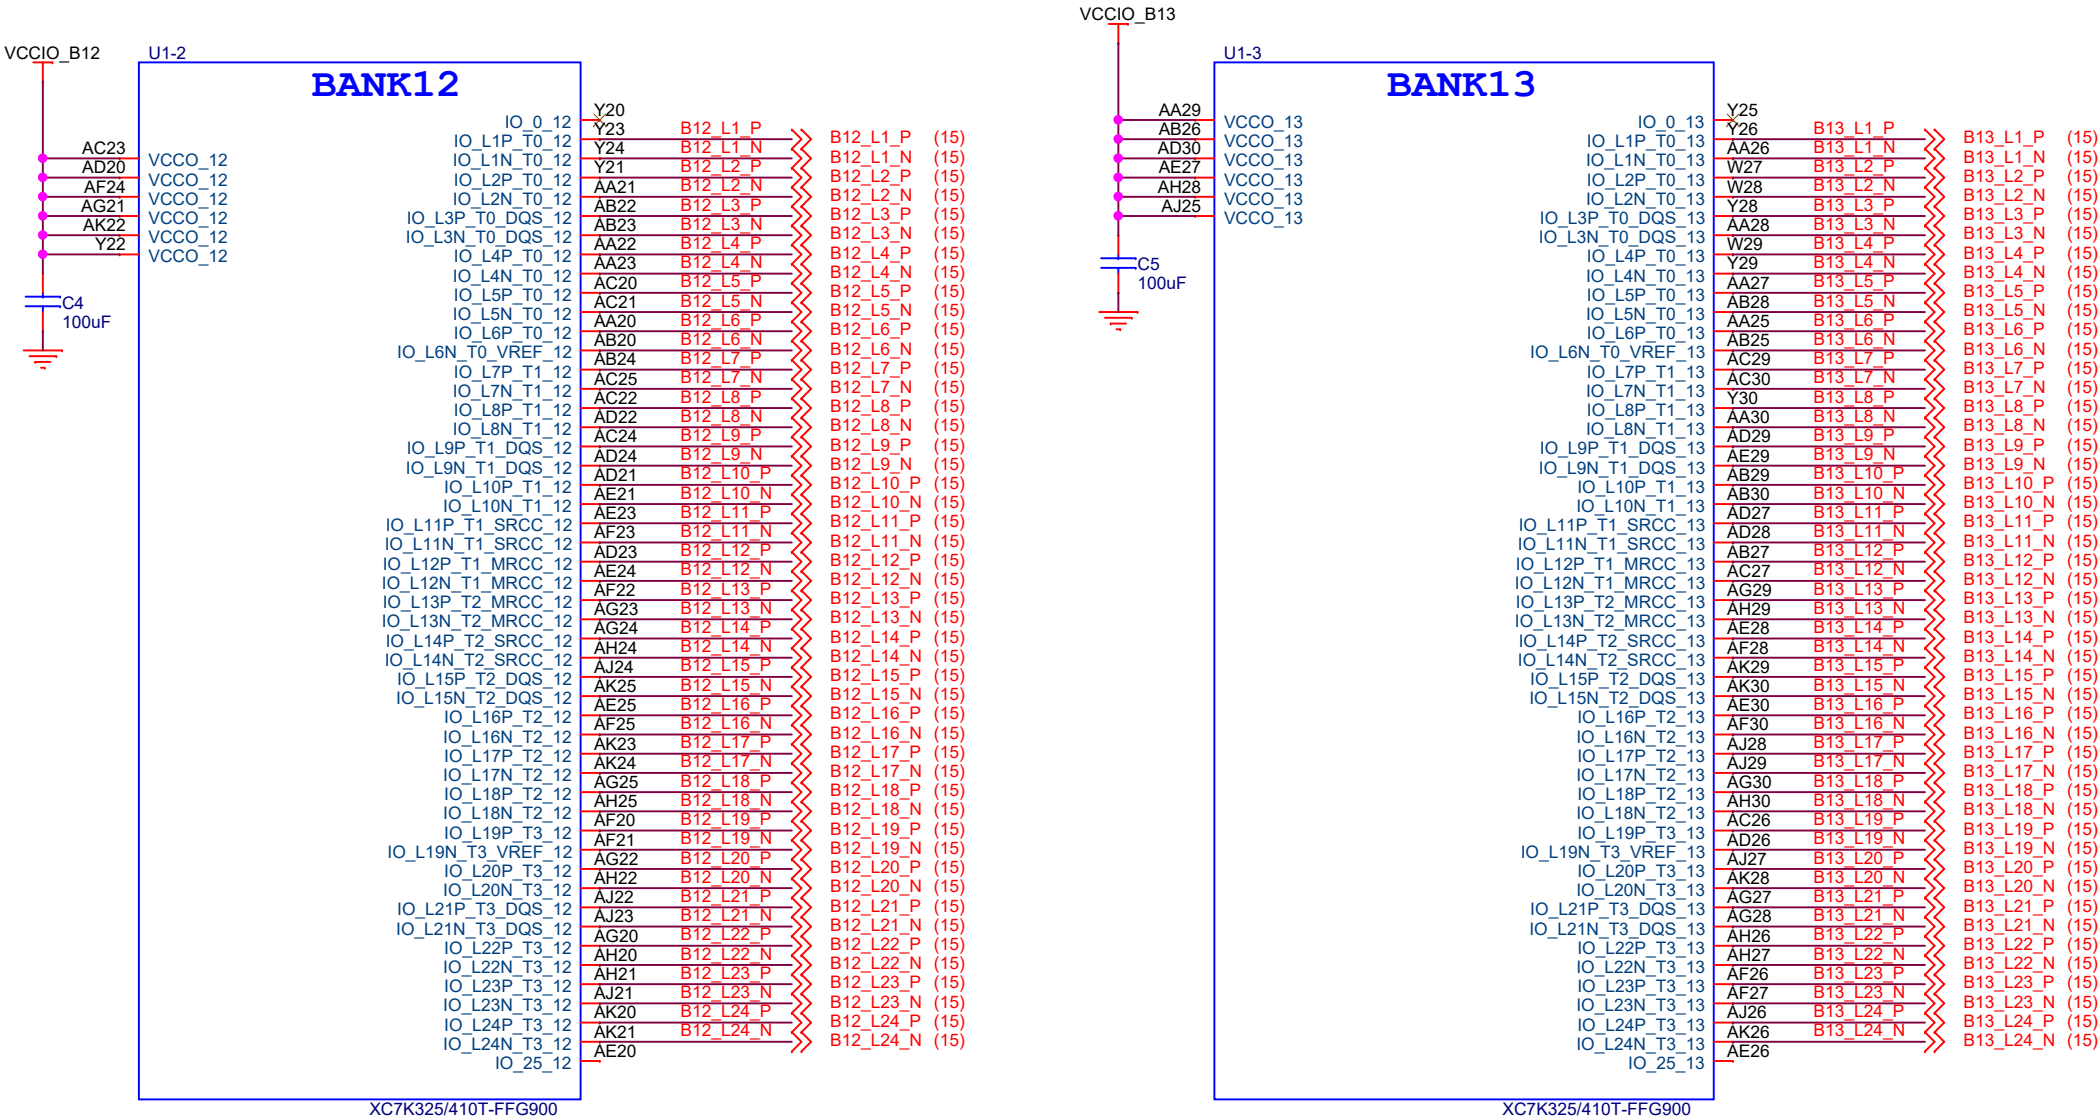 VCCIO_B12
U1-2
BANK12
AC23 VCCO_12
AD20 VCCO_12
AF24 VCCO_12
AG21 VCCO_12
AK22 VCCO_12
Y22 VCCO_12
C4
100uF
IO_0_12 Y20
IO_L1P_T0_12 Y23 B12_L1_P B12_L1_P (15)
IO_L1N_T0_12 Y24 B12_L1_N B12_L1_N (15)
IO_L2P_T0_12 Y21 B12_L2_P B12_L2_P (15)
IO_L2N_T0_12 AA21 B12_L2_N B12_L2_N (15)
IO_L3P_T0_DQS_12 AB22 B12_L3_P B12_L3_P (15)
IO_L3N_T0_DQS_12 AB23 B12_L3_N B12_L3_N (15)
IO_L4P_T0_12 AA22 B12_L4_P B12_L4_P (15)
IO_L4N_T0_12 AA23 B12_L4_N B12_L4_N (15)
IO_L5P_T0_12 AC20 B12_L5_P B12_L5_P (15)
IO_L5N_T0_12 AC21 B12_L5_N B12_L5_N (15)
IO_L6P_T0_12 AA20 B12_L6_P B12_L6_P (15)
IO_L6N_T0_VREF_12 AB20 B12_L6_N B12_L6_N (15)
IO_L7P_T1_12 AB24 B12_L7_P B12_L7_P (15)
IO_L7N_T1_12 AC25 B12_L7_N B12_L7_N (15)
IO_L8P_T1_12 AC22 B12_L8_P B12_L8_P (15)
IO_L8N_T1_12 AD22 B12_L8_N B12_L8_N (15)
IO_L9P_T1_DQS_12 AC24 B12_L9_P B12_L9_P (15)
IO_L9N_T1_DQS_12 AD24 B12_L9_N B12_L9_N (15)
IO_L10P_T1_12 AD21 B12_L10_P B12_L10_P (15)
IO_L10N_T1_12 AE21 B12_L10_N B12_L10_N (15)
IO_L11P_T1_SRCC_12 AE23 B12_L11_P B12_L11_P (15)
IO_L11N_T1_SRCC_12 AF23 B12_L11_N B12_L11_N (15)
IO_L12P_T1_MRCC_12 AD23 B12_L12_P B12_L12_P (15)
IO_L12N_T1_MRCC_12 AE24 B12_L12_N B12_L12_N (15)
IO_L13P_T2_MRCC_12 AF22 B12_L13_P B12_L13_P (15)
IO_L13N_T2_MRCC_12 AG23 B12_L13_N B12_L13_N (15)
IO_L14P_T2_SRCC_12 AG24 B12_L14_P B12_L14_P (15)
IO_L14N_T2_SRCC_12 AH24 B12_L14_N B12_L14_N (15)
IO_L15P_T2_DQS_12 AJ24 B12_L15_P B12_L15_P (15)
IO_L15N_T2_DQS_12 AK25 B12_L15_N B12_L15_N (15)
IO_L16P_T2_12 AE25 B12_L16_P B12_L16_P (15)
IO_L16N_T2_12 AF25 B12_L16_N B12_L16_N (15)
IO_L17P_T2_12 AK23 B12_L17_P B12_L17_P (15)
IO_L17N_T2_12 AK24 B12_L17_N B12_L17_N (15)
IO_L18P_T2_12 AG25 B12_L18_P B12_L18_P (15)
IO_L18N_T2_12 AH25 B12_L18_N B12_L18_N (15)
IO_L19P_T3_12 AF20 B12_L19_P B12_L19_P (15)
IO_L19N_T3_VREF_12 AF21 B12_L19_N B12_L19_N (15)
IO_L20P_T3_12 AG22 B12_L20_P B12_L20_P (15)
IO_L20N_T3_12 AH22 B12_L20_N B12_L20_N (15)
IO_L21P_T3_DQS_12 AJ22 B12_L21_P B12_L21_P (15)
IO_L21N_T3_DQS_12 AJ23 B12_L21_N B12_L21_N (15)
IO_L22P_T3_12 AG20 B12_L22_P B12_L22_P (15)
IO_L22N_T3_12 AH20 B12_L22_N B12_L22_N (15)
IO_L23P_T3_12 AH21 B12_L23_P B12_L23_P (15)
IO_L23N_T3_12 AJ21 B12_L23_N B12_L23_N (15)
IO_L24P_T3_12 AK20 B12_L24_P B12_L24_P (15)
IO_L24N_T3_12 AK21 B12_L24_N B12_L24_N (15)
IO_25_12 AE20
XC7K325/410T-FFG900
VCCIO_B13
U1-3
BANK13
AA29 VCCO_13
AB26 VCCO_13
AD30 VCCO_13
AE27 VCCO_13
AH28 VCCO_13
AJ25 VCCO_13
C5
100uF
IO_0_13 Y25
IO_L1P_T0_13 Y26 B13_L1_P B13_L1_P (15)
IO_L1N_T0_13 AA26 B13_L1_N B13_L1_N (15)
IO_L2P_T0_13 W27 B13_L2_P B13_L2_P (15)
IO_L2N_T0_13 W28 B13_L2_N B13_L2_N (15)
IO_L3P_T0_DQS_13 Y28 B13_L3_P B13_L3_P (15)
IO_L3N_T0_DQS_13 AA28 B13_L3_N B13_L3_N (15)
IO_L4P_T0_13 W29 B13_L4_P B13_L4_P (15)
IO_L4N_T0_13 Y29 B13_L4_N B13_L4_N (15)
IO_L5P_T0_13 AA27 B13_L5_P B13_L5_P (15)
IO_L5N_T0_13 AB28 B13_L5_N B13_L5_N (15)
IO_L6P_T0_13 AA25 B13_L6_P B13_L6_P (15)
IO_L6N_T0_VREF_13 AB25 B13_L6_N B13_L6_N (15)
IO_L7P_T1_13 AC29 B13_L7_P B13_L7_P (15)
IO_L7N_T1_13 AC30 B13_L7_N B13_L7_N (15)
IO_L8P_T1_13 Y30 B13_L8_P B13_L8_P (15)
IO_L8N_T1_13 AA30 B13_L8_N B13_L8_N (15)
IO_L9P_T1_DQS_13 AD29 B13_L9_P B13_L9_P (15)
IO_L9N_T1_DQS_13 AE29 B13_L9_N B13_L9_N (15)
IO_L10P_T1_13 AB29 B13_L10_P B13_L10_P (15)
IO_L10N_T1_13 AB30 B13_L10_N B13_L10_N (15)
IO_L11P_T1_SRCC_13 AD27 B13_L11_P B13_L11_P (15)
IO_L11N_T1_SRCC_13 AD28 B13_L11_N B13_L11_N (15)
IO_L12P_T1_MRCC_13 AB27 B13_L12_P B13_L12_P (15)
IO_L12N_T1_MRCC_13 AC27 B13_L12_N B13_L12_N (15)
IO_L13P_T2_MRCC_13 AG29 B13_L13_P B13_L13_P (15)
IO_L13N_T2_MRCC_13 AH29 B13_L13_N B13_L13_N (15)
IO_L14P_T2_SRCC_13 AE28 B13_L14_P B13_L14_P (15)
IO_L14N_T2_SRCC_13 AF28 B13_L14_N B13_L14_N (15)
IO_L15P_T2_DQS_13 AK29 B13_L15_P B13_L15_P (15)
IO_L15N_T2_DQS_13 AK30 B13_L15_N B13_L15_N (15)
IO_L16P_T2_13 AE30 B13_L16_P B13_L16_P (15)
IO_L16N_T2_13 AF30 B13_L16_N B13_L16_N (15)
IO_L17P_T2_13 AJ28 B13_L17_P B13_L17_P (15)
IO_L17N_T2_13 AJ29 B13_L17_N B13_L17_N (15)
IO_L18P_T2_13 AG30 B13_L18_P B13_L18_P (15)
IO_L18N_T2_13 AH30 B13_L18_N B13_L18_N (15)
IO_L19P_T3_13 AC26 B13_L19_P B13_L19_P (15)
IO_L19N_T3_VREF_13 AD26 B13_L19_N B13_L19_N (15)
IO_L20P_T3_13 AJ27 B13_L20_P B13_L20_P (15)
IO_L20N_T3_13 AK28 B13_L20_N B13_L20_N (15)
IO_L21P_T3_DQS_13 AG27 B13_L21_P B13_L21_P (15)
IO_L21N_T3_DQS_13 AG28 B13_L21_N B13_L21_N (15)
IO_L22P_T3_13 AH26 B13_L22_P B13_L22_P (15)
IO_L22N_T3_13 AH27 B13_L22_N B13_L22_N (15)
IO_L23P_T3_13 AF26 B13_L23_P B13_L23_P (15)
IO_L23N_T3_13 AF27 B13_L23_N B13_L23_N (15)
IO_L24P_T3_13 AJ26 B13_L24_P B13_L24_P (15)
IO_L24N_T3_13 AK26 B13_L24_N B13_L24_N (15)
IO_25_13 AE26
XC7K325/410T-FFG900